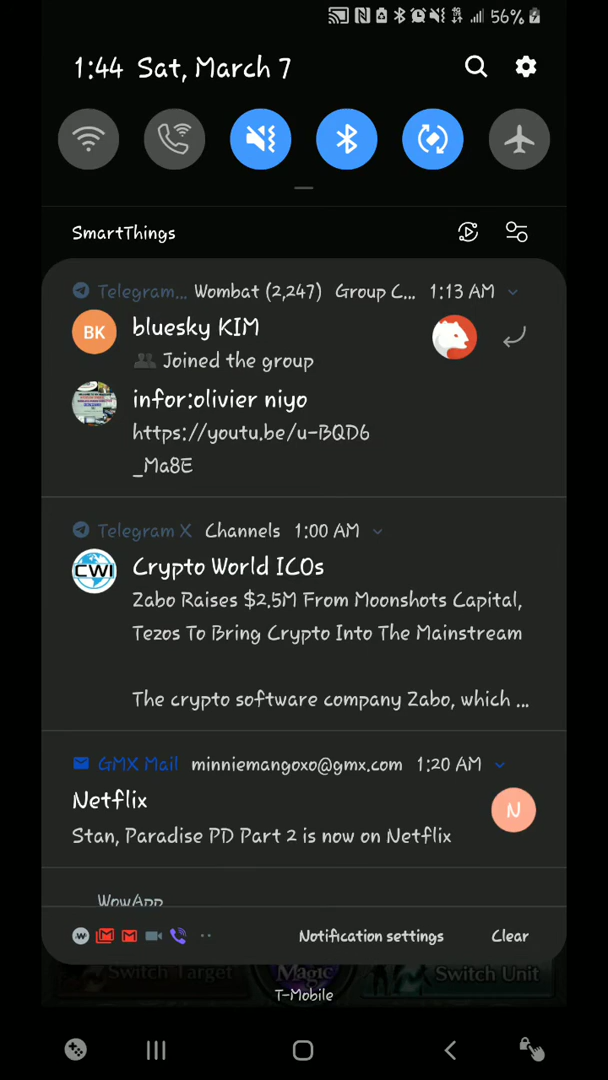 56%
1:44 Sat, March 7
SmartThings
Telegram... Wombat (2,247) Group C... 1:13 AM
BK
bluesky KIM
Joined the group
infor:olivier niyo
https://youtu.be/u-BQD6
_Ma8E
Telegram X Channels 1:00 AM
CWI
Crypto World ICOs
Zabo Raises $2.5M From Moonshots Capital,
Tezos To Bring Crypto Into The Mainstream
The crypto software company Zabo, which ...
GMX Mail minniemangoxo@gmx.com 1:20 AM
Netflix
N
Stan, Paradise PD Part 2 is now on Netflix
WowApp
Notification settings Clear
Switch Target Magic Switch Unit
T-Mobile